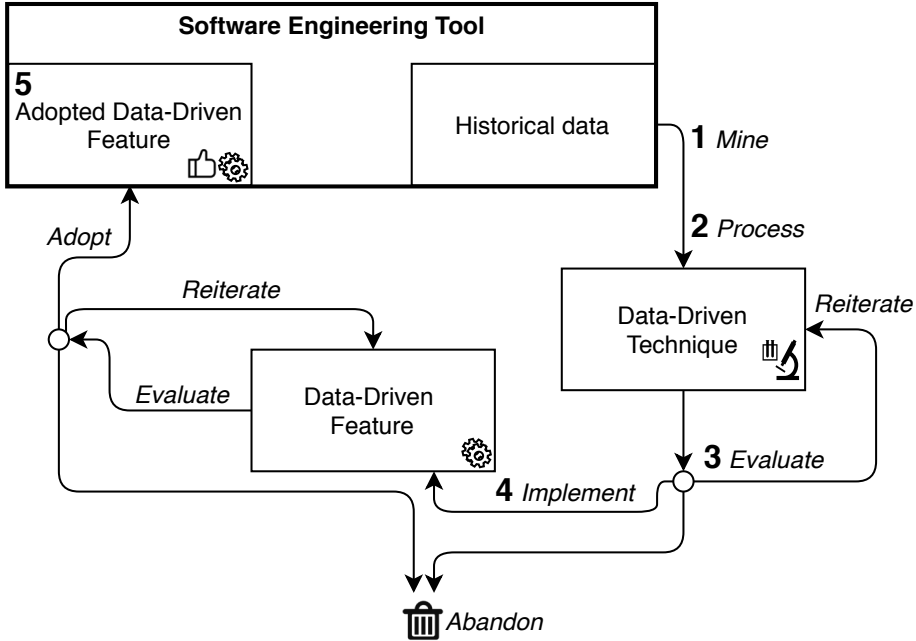 Software Engineering Tool
5
Adopted Data-Driven
Feature
Historical data
1 Mine
2 Process
Adopt
Reiterate
Data-Driven
Technique
Reiterate
Evaluate
Data-Driven
Feature
3 Evaluate
4 Implement
Abandon